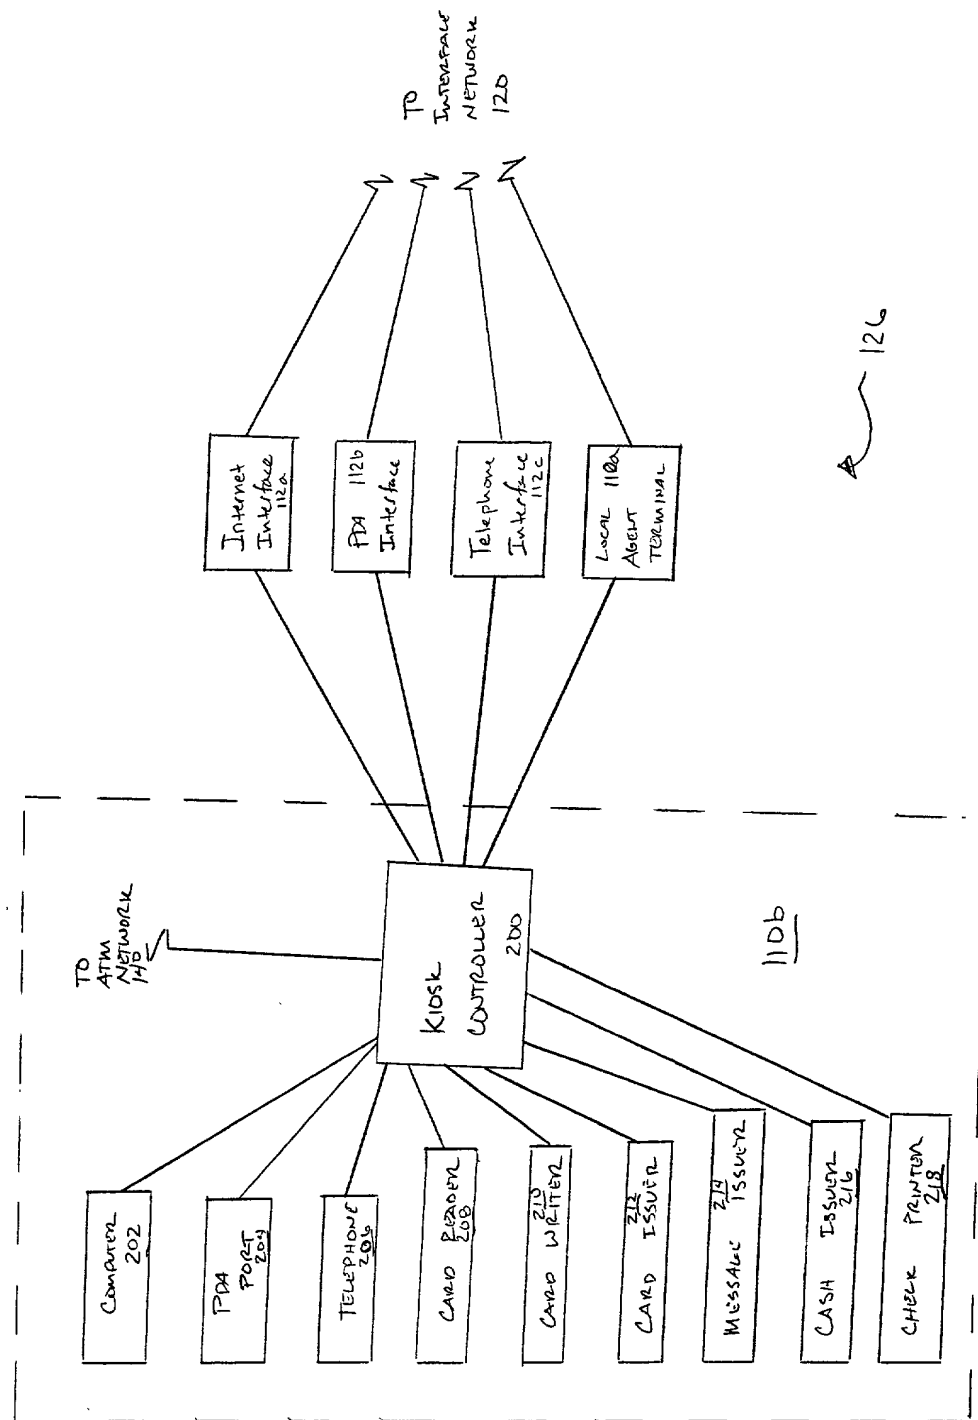 COMPUTER
202
PDA
PORT
204
TELEPHONE
206
CARD READER
208
CARD WRITER
210
CARD ISSUER
212
MESSAGE ISSUER
214
CASH ISSUER
216
CHECK PRINTER
218
TO
ATM
NETWORK
140
KIOSK
CONTROLLER
200
110b
Internet
Interface
112a
PDA 112b
Interface
Telephone
Interface
112c
LOCAL 110a
AGENT
TERMINAL
TO
INTERFACE
NETWORK
120
126